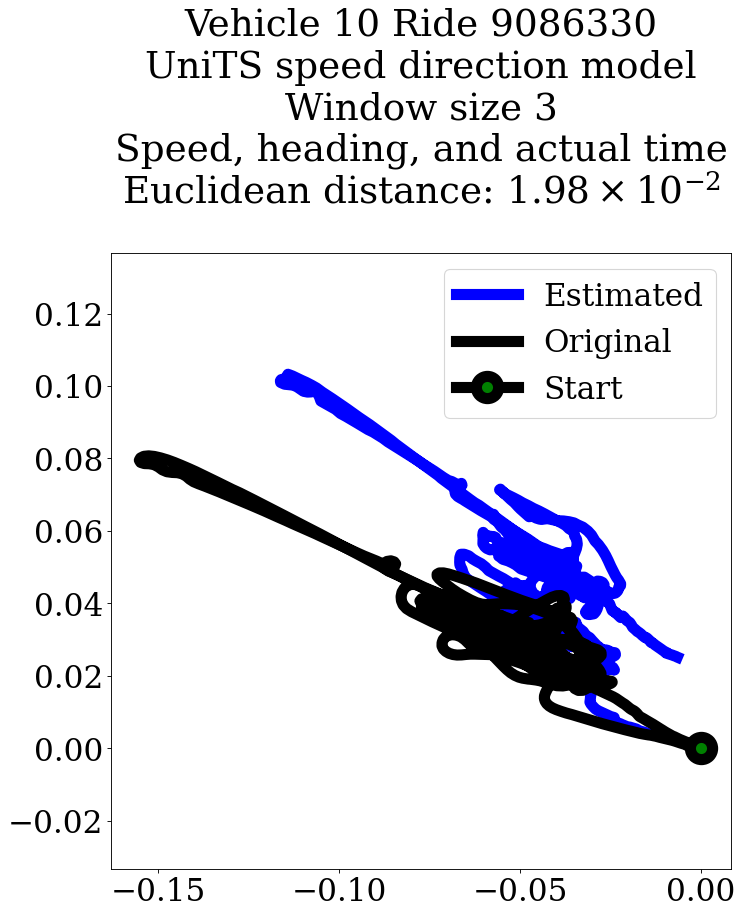 Vehicle 10 Ride 9086330
UniTS speed direction model
Window size 3
Speed, heading, and actual time
Euclidean distance: 1.98 × 10⁻²
Estimated
Original
Start
0.12
0.10
0.08
0.06
0.04
0.02
0.00
−0.02
−0.15 −0.10 −0.05 0.00